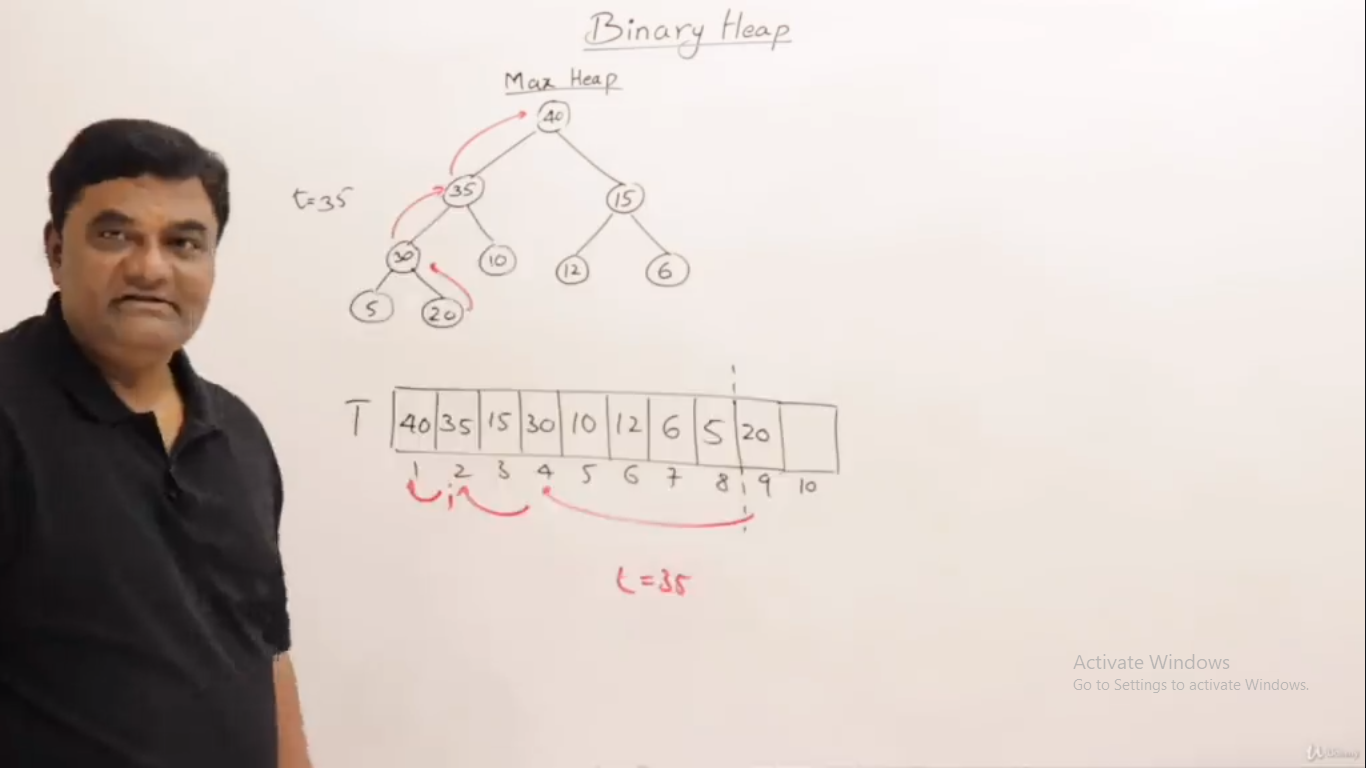 Binary Heap
Max Heap
40
t=35
35
15
30
10
12
6
5
20
T
40 35 15 30 10 12 6 5 20
1 2 3 4 5 6 7 8 9 10
i
t=35
Activate Windows
Go to Settings to activate Windows.
Udemy